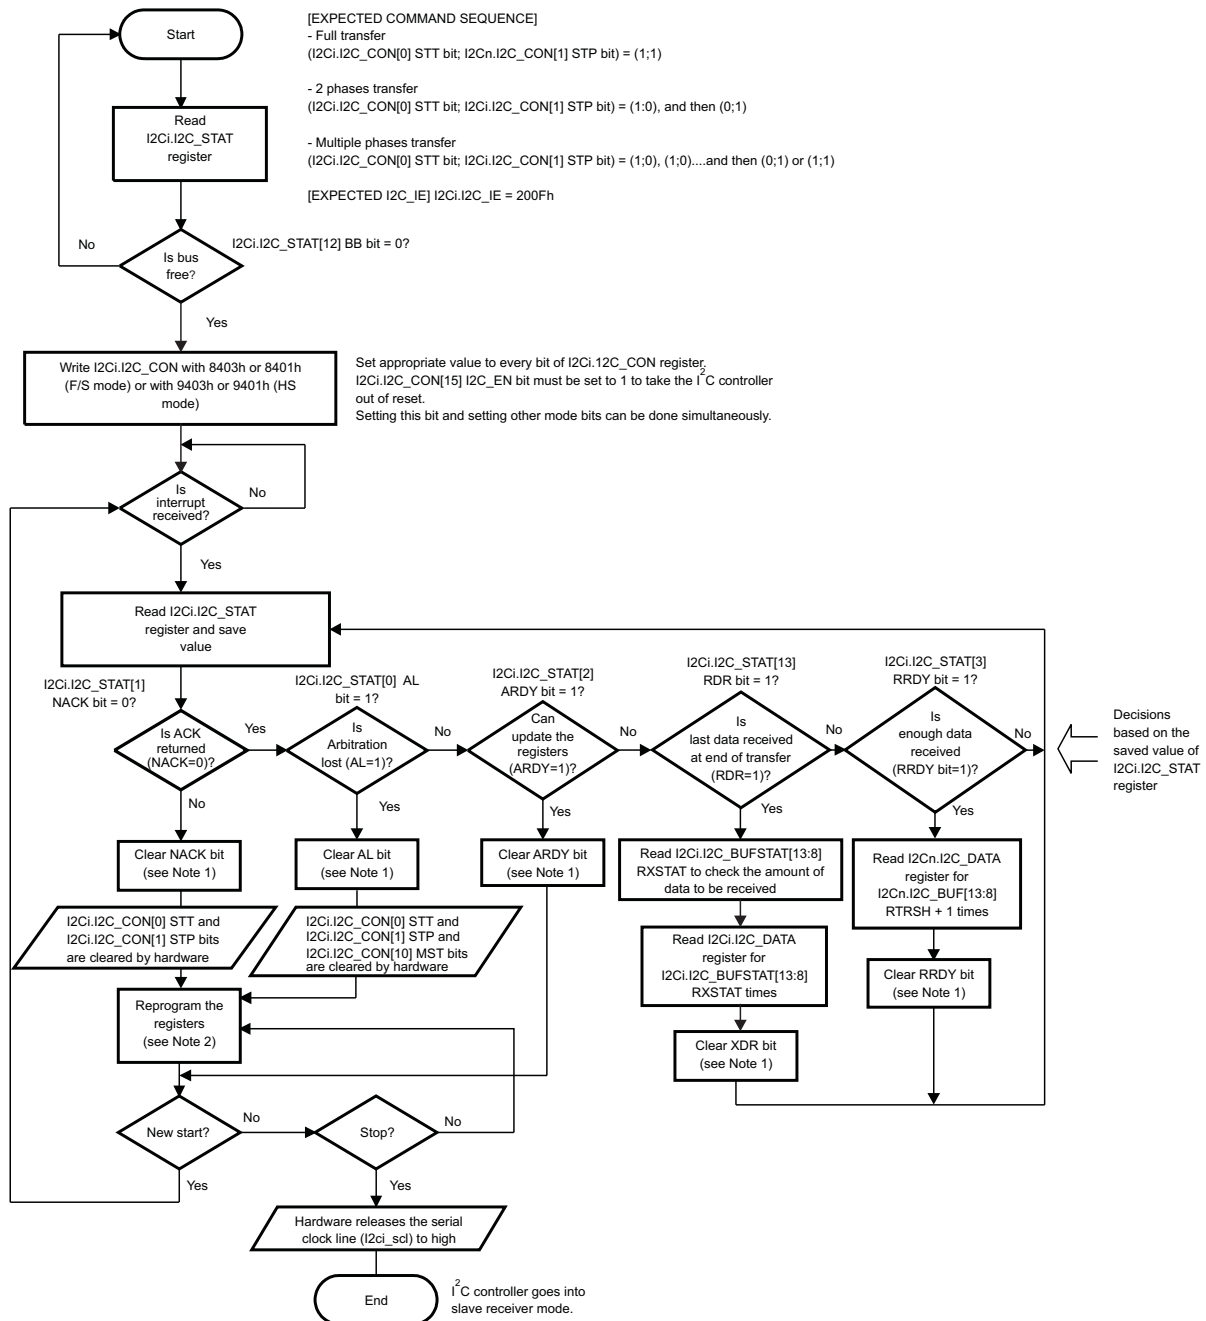 Start
[EXPECTED COMMAND SEQUENCE]
- Full transfer
(I2Ci.I2C_CON[0] STT bit; I2Cn.I2C_CON[1] STP bit) = (1;1)
- 2 phases transfer
(I2Ci.I2C_CON[0] STT bit; I2Ci.I2C_CON[1] STP bit) = (1:0), and then (0;1)
- Multiple phases transfer
(I2Ci.I2C_CON[0] STT bit; I2Ci.I2C_CON[1] STP bit) = (1;0), (1;0)....and then (0;1) or (1;1)
[EXPECTED I2C_IE] I2Ci.I2C_IE = 200Fh
Read
I2Ci.I2C_STAT
register
No
I2Ci.I2C_STAT[12] BB bit = 0?
Is bus
free?
Yes
Write I2Ci.I2C_CON with 8403h or 8401h
(F/S mode) or with 9403h or 9401h (HS
mode)
Set appropriate value to every bit of I2Ci.12C_CON register.
I2Ci.I2C_CON[15] I2C_EN bit must be set to 1 to take the I2C controller
out of reset.
Setting this bit and setting other mode bits can be done simultaneously.
Is
interrupt
received?
No
Yes
Read I2Ci.I2C_STAT
register and save
value
I2Ci.I2C_STAT[1]
NACK bit = 0?
Is ACK
returned
(NACK=0)?
Yes
No
I2Ci.I2C_STAT[0] AL
bit = 1?
Is
Arbitration
lost (AL=1)?
No
Yes
I2Ci.I2C_STAT[2]
ARDY bit = 1?
Can
update the
registers
(ARDY=1)?
No
Yes
I2Ci.I2C_STAT[13]
RDR bit = 1?
Is
last data received
at end of transfer
(RDR=1)?
No
Yes
I2Ci.I2C_STAT[3]
RRDY bit = 1?
Is
enough data
received
(RRDY bit=1)?
No
Yes
Decisions
based on the
saved value of
I2Ci.I2C_STAT
register
Clear NACK bit
(see Note 1)
Clear AL bit
(see Note 1)
Clear ARDY bit
(see Note 1)
Read I2Ci.I2C_BUFSTAT[13:8]
RXSTAT to check the amount of
data to be received
Read I2Cn.I2C_DATA
register for
I2Cn.I2C_BUF[13:8]
RTRSH + 1 times
I2Ci.I2C_CON[0] STT and
I2Ci.I2C_CON[1] STP bits
are cleared by hardware
I2Ci.I2C_CON[0] STT and
I2Ci.I2C_CON[1] STP and
I2Ci.I2C_CON[10] MST bits
are cleared by hardware
Read I2Ci.I2C_DATA
register for
I2Ci.I2C_BUFSTAT[13:8]
RXSTAT times
Clear RRDY bit
(see Note 1)
Reprogram the
registers
(see Note 2)
Clear XDR bit
(see Note 1)
New start?
No
Yes
Stop?
No
Yes
Hardware releases the serial
clock line (I2ci_scl) to high
End
I2C controller goes into
slave receiver mode.